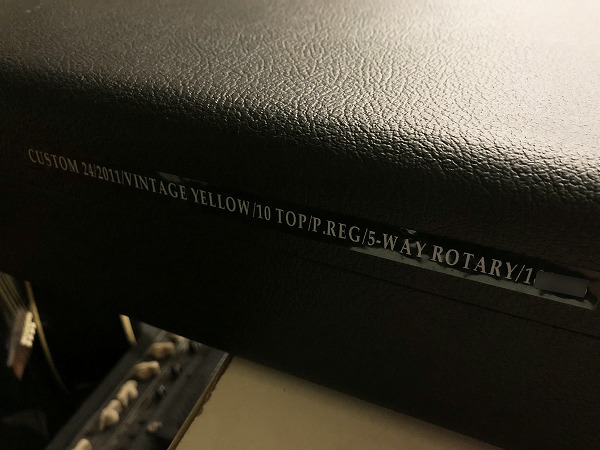 CUSTOM 24/2011/VINTAGE YELLOW/10 TOP/P.REG/5-WAY ROTARY/1